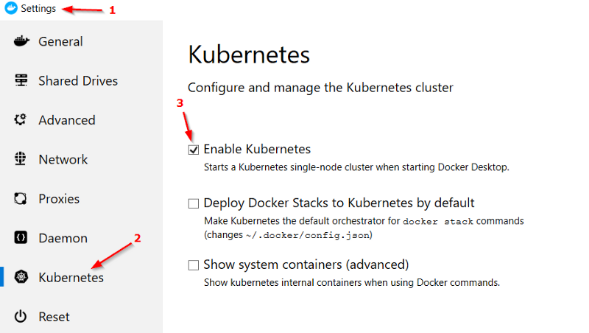 Settings
1
General
Shared Drives
Advanced
Network
Proxies
Daemon
2
Kubernetes
Reset
Kubernetes
Configure and manage the Kubernetes cluster
3
Enable Kubernetes
Starts a Kubernetes single-node cluster when starting Docker Desktop.
Deploy Docker Stacks to Kubernetes by default
Make Kubernetes the default orchestrator for docker stack commands
(changes ~/.docker/config.json)
Show system containers (advanced)
Show kubernetes internal containers when using Docker commands.